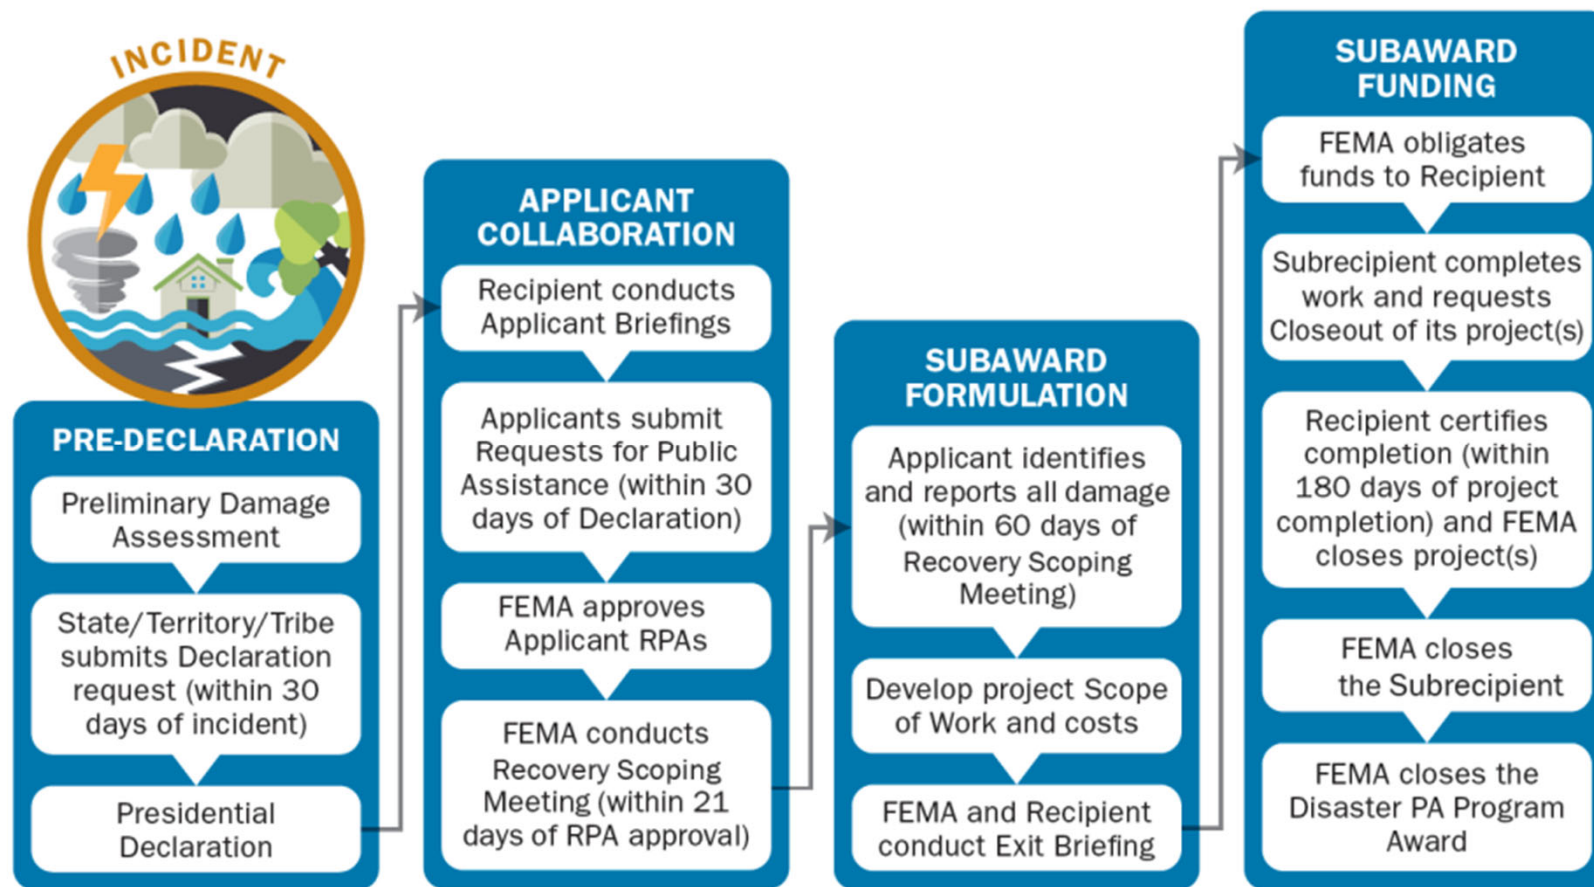 INCIDENT
PRE-DECLARATION
Preliminary Damage
Assessment
State/Territory/Tribe
submits Declaration
request (within 30
days of incident)
Presidential
Declaration
APPLICANT
COLLABORATION
Recipient conducts
Applicant Briefings
Applicants submit
Requests for Public
Assistance (within 30
days of Declaration)
FEMA approves
Applicant RPAs
FEMA conducts
Recovery Scoping
Meeting (within 21
days of RPA approval)
SUBAWARD
FORMULATION
Applicant identifies
and reports all damage
(within 60 days of
Recovery Scoping
Meeting)
Develop project Scope
of Work and costs
FEMA and Recipient
conduct Exit Briefing
SUBAWARD
FUNDING
FEMA obligates
funds to Recipient
Subrecipient completes
work and requests
Closeout of its project(s)
Recipient certifies
completion (within
180 days of project
completion) and FEMA
closes project(s)
FEMA closes
the Subrecipient
FEMA closes the
Disaster PA Program
Award